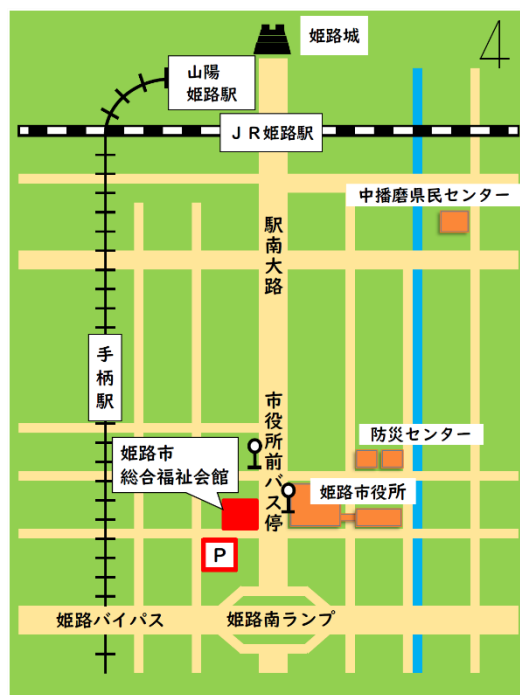 姫路城
山陽
姫路駅
ＪＲ姫路駅
中播磨県民センター
駅南大路
手柄駅
市役所前バス停
防災センター
姫路市
総合福祉会館
姫路市役所
P
姫路バイパス
姫路南ランプ